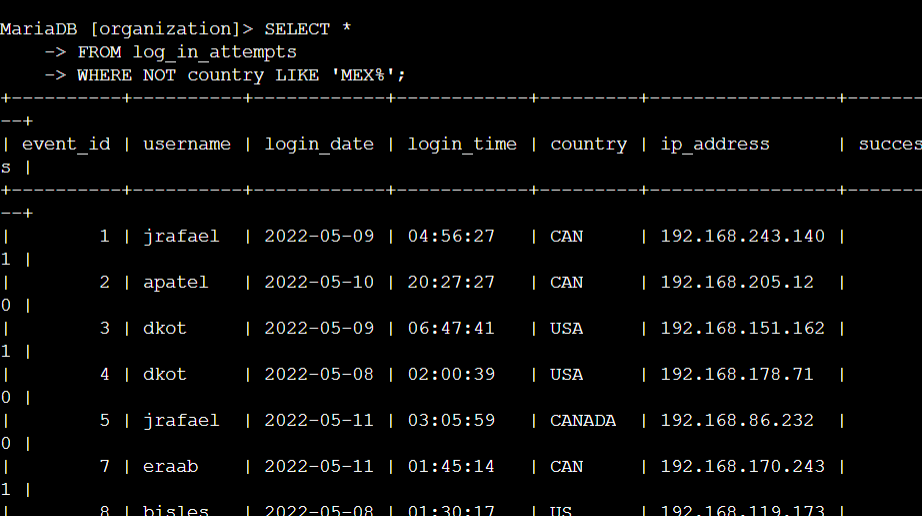 MariaDB [organization]> SELECT *
    -> FROM log_in_attempts
    -> WHERE NOT country LIKE 'MEX%';
+----------+----------+------------+------------+---------+-----------------+-------
--+
| event_id | username | login_date | login_time | country | ip_address      | succes
s |
+----------+----------+------------+------------+---------+-----------------+-------
--+
|        1 | jrafael  | 2022-05-09 | 04:56:27   | CAN     | 192.168.243.140 |
1 |
|        2 | apatel   | 2022-05-10 | 20:27:27   | CAN     | 192.168.205.12  |
0 |
|        3 | dkot     | 2022-05-09 | 06:47:41   | USA     | 192.168.151.162 |
1 |
|        4 | dkot     | 2022-05-08 | 02:00:39   | USA     | 192.168.178.71  |
0 |
|        5 | jrafael  | 2022-05-11 | 03:05:59   | CANADA  | 192.168.86.232  |
0 |
|        7 | eraab    | 2022-05-11 | 01:45:14   | CAN     | 192.168.170.243 |
1 |
|        8 | bisles   | 2022-05-08 | 01:30:17   | US      | 192.168.119.173 |